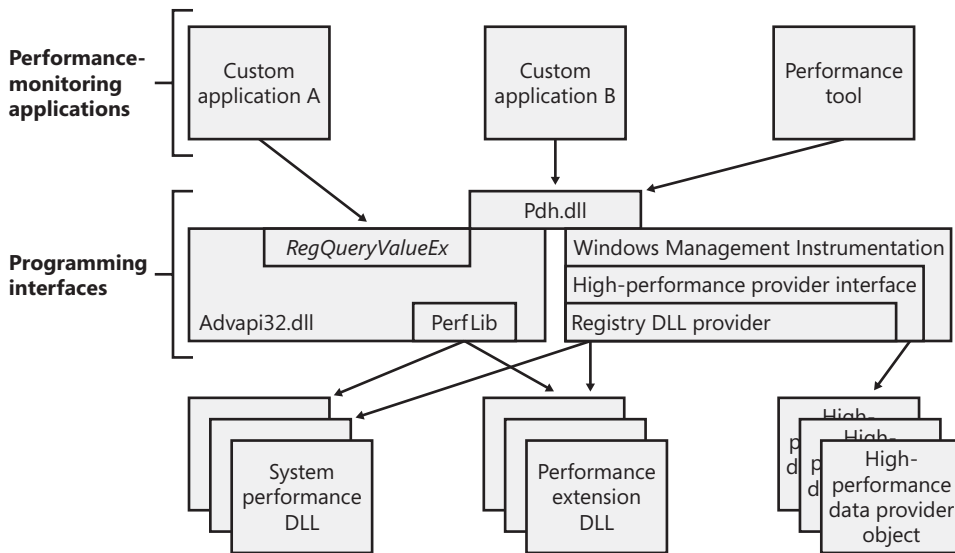 Performance-
monitoring
applications
Custom
application A
Custom
application B
Performance
tool
Programming
interfaces
Pdh.dll
RegQueryValueEx
Advapi32.dll
PerfLib
Windows Management Instrumentation
High-performance provider interface
Registry DLL provider
System
performance
DLL
Performance
extension
DLL
High-
High-
High-
performance
data provider
object